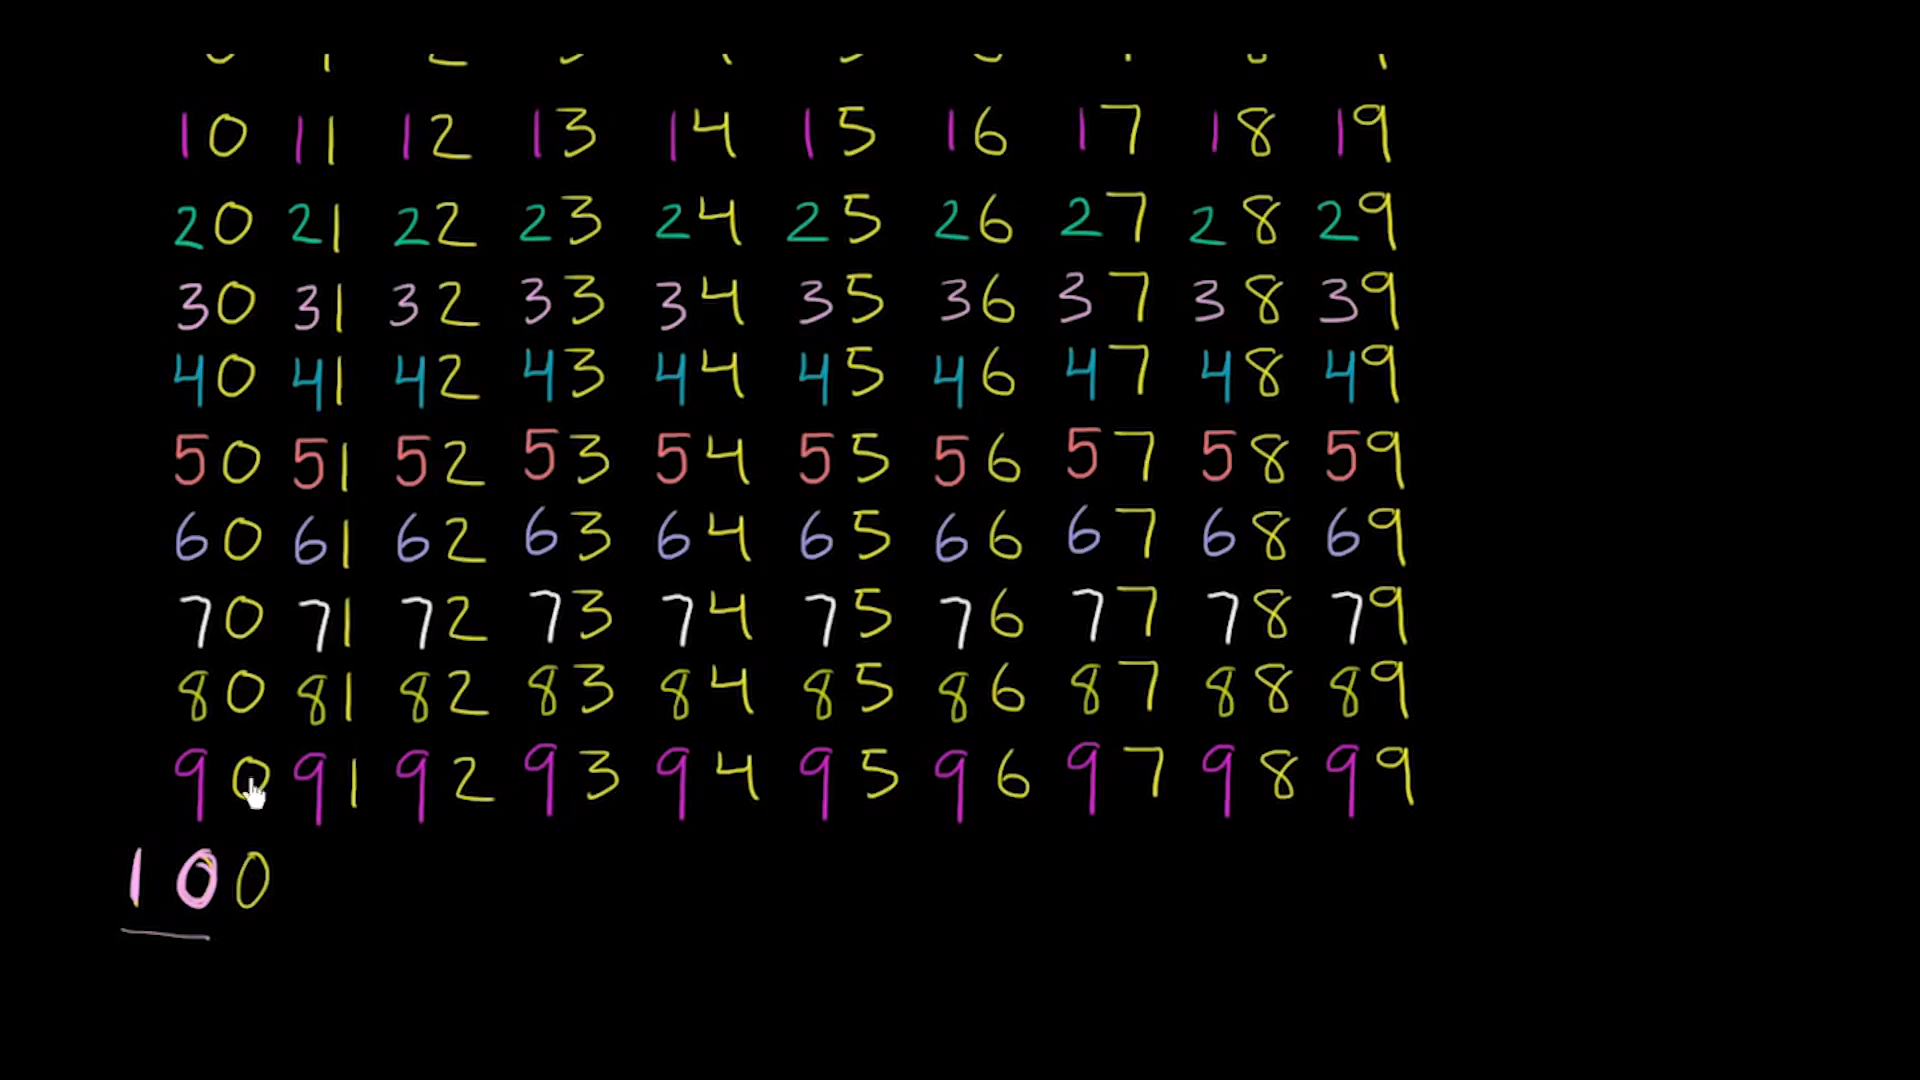 10 11 12 13 14 15 16 17 18 19
20 21 22 23 24 25 26 27 28 29
30 31 32 33 34 35 36 37 38 39
40 41 42 43 44 45 46 47 48 49
50 51 52 53 54 55 56 57 58 59
60 61 62 63 64 65 66 67 68 69
70 71 72 73 74 75 76 77 78 79
80 81 82 83 84 85 86 87 88 89
90 91 92 93 94 95 96 97 98 99
100